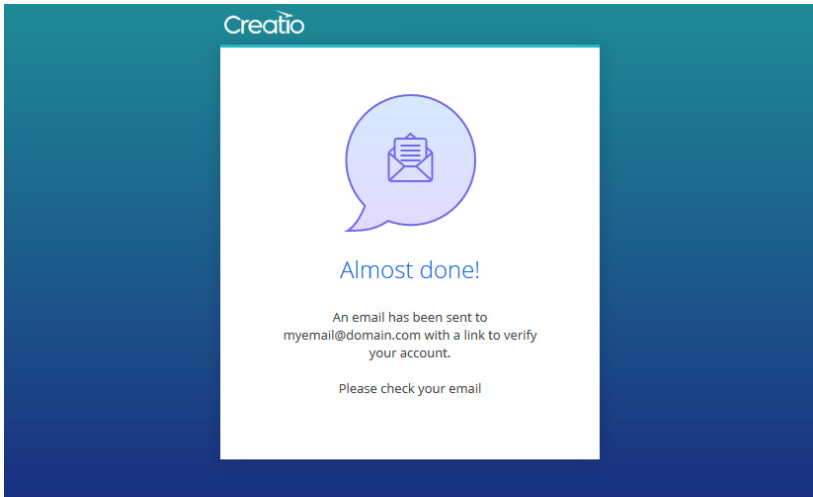 Creatio
Almost done!
An email has been sent to
myemail@domain.com with a link to verify
your account.
Please check your email